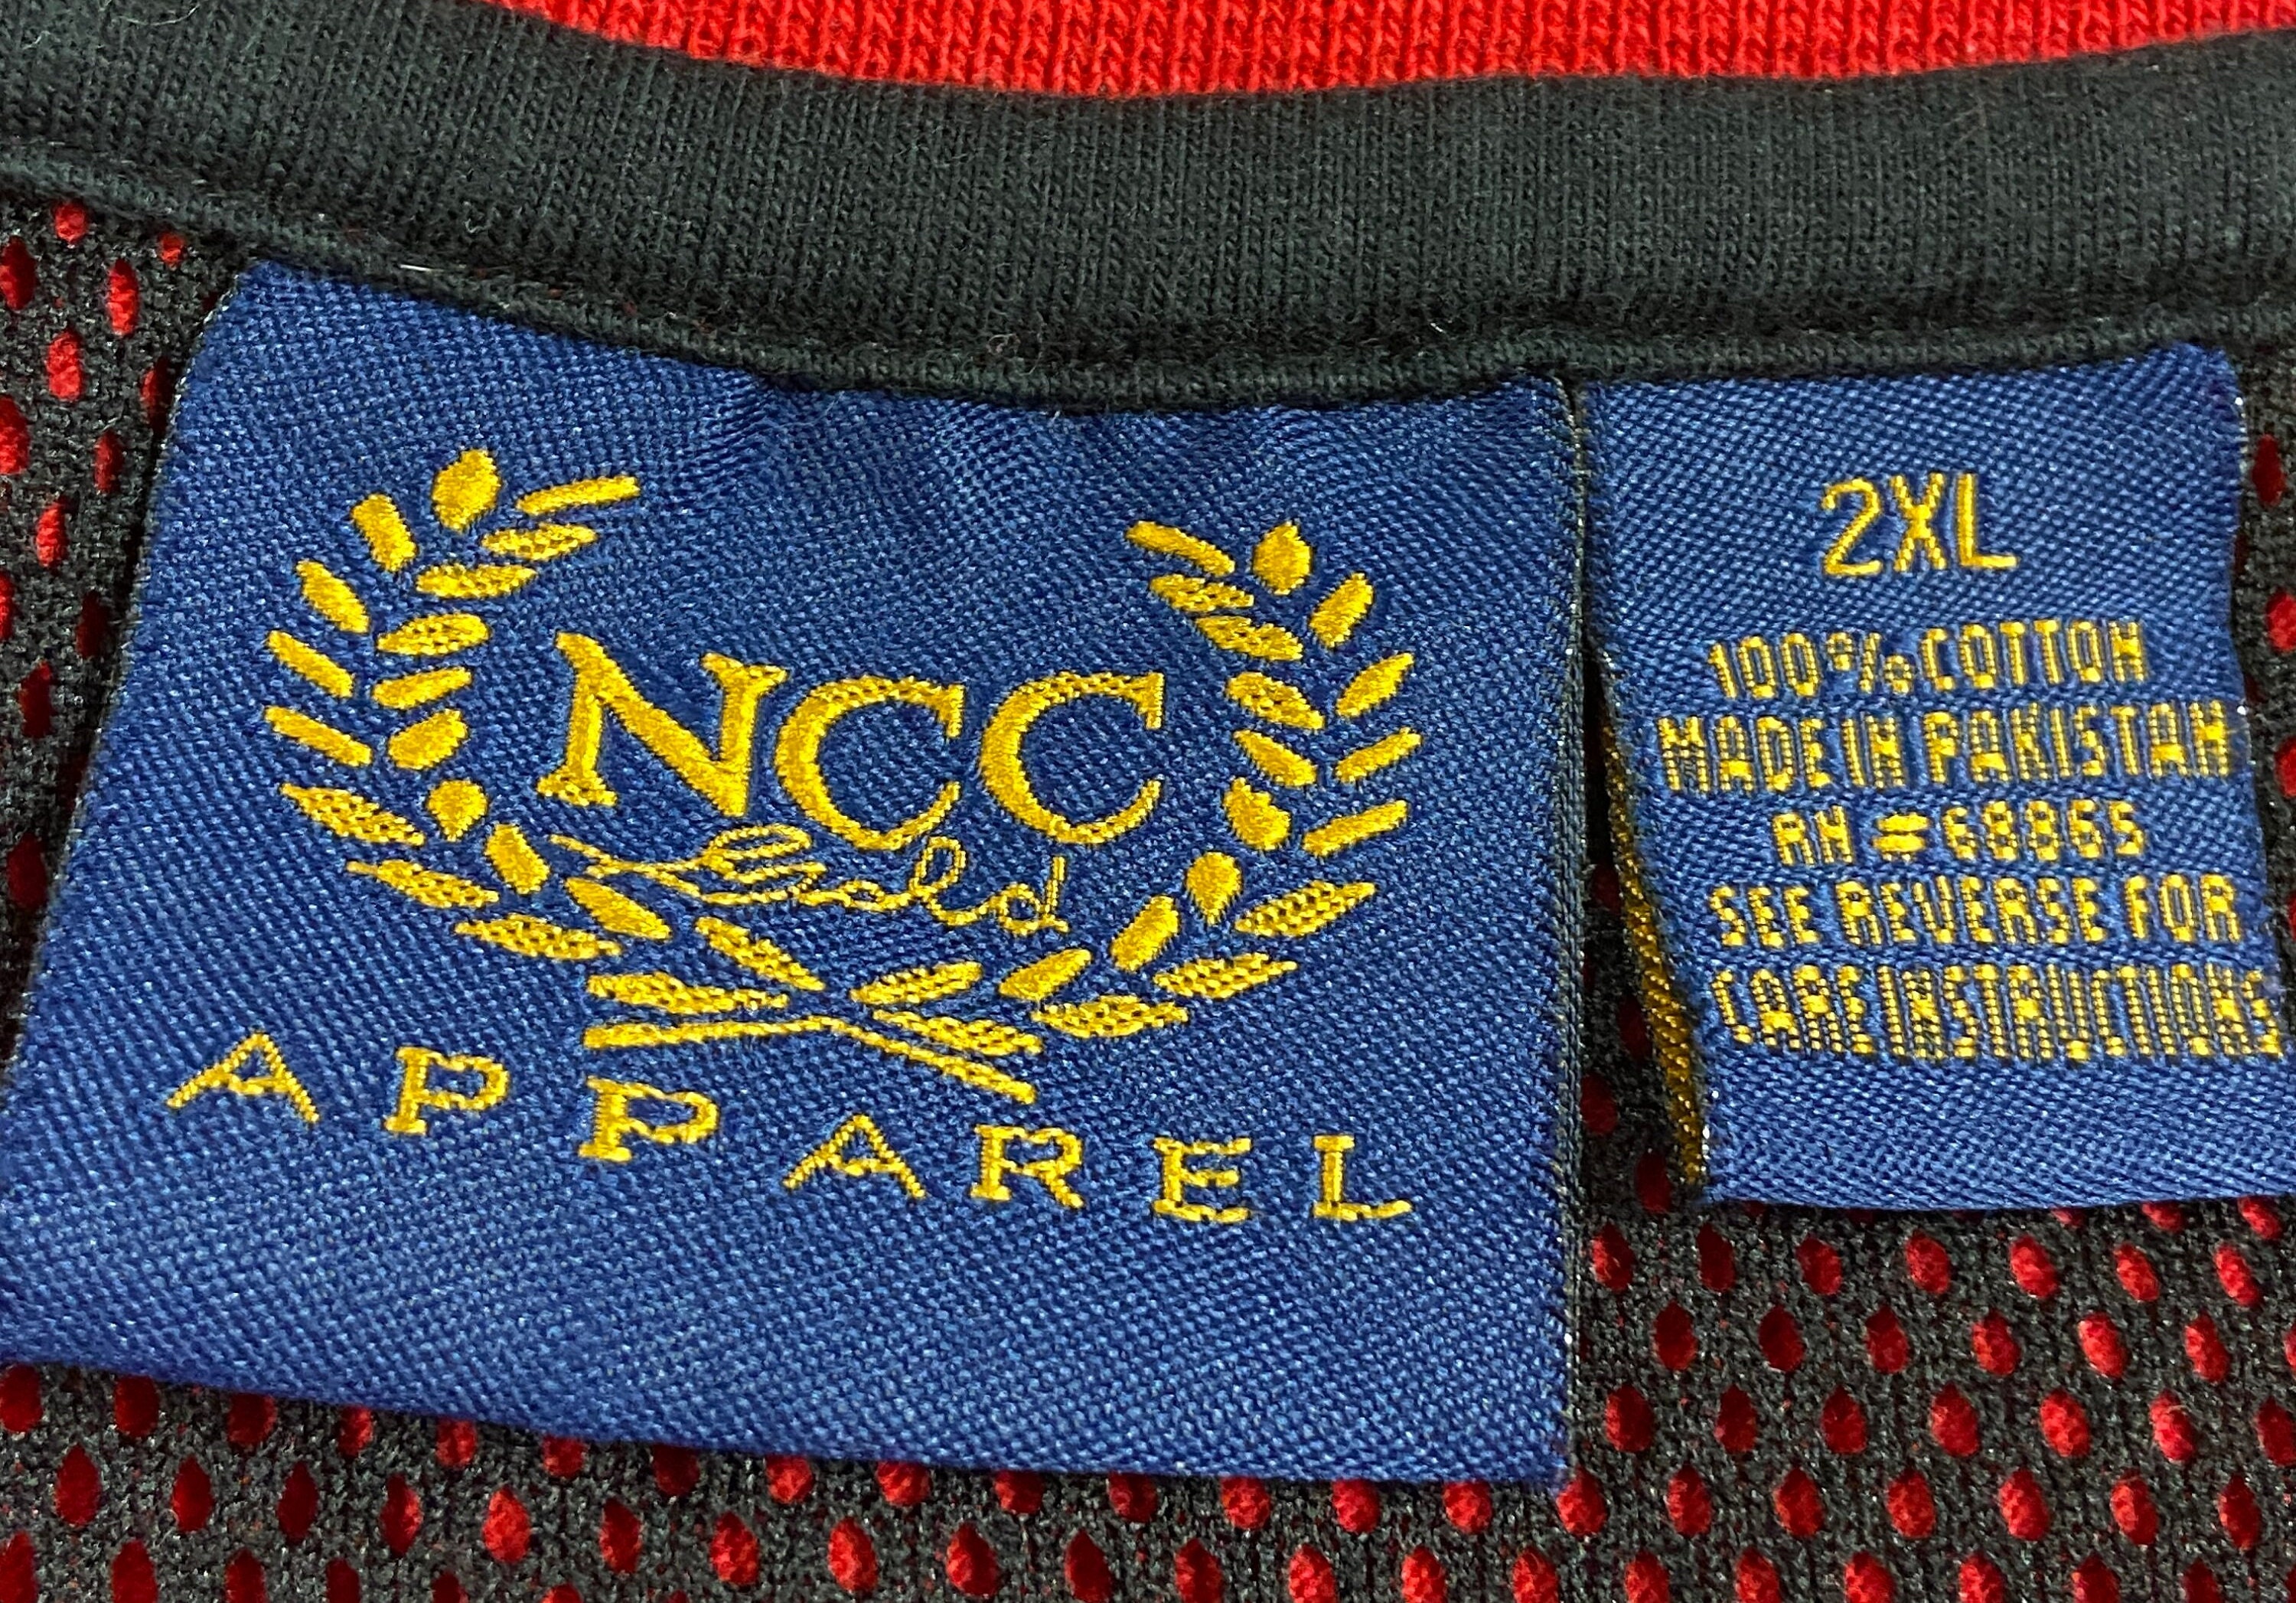 NCC
Gold
APPAREL
2XL
100% COTTON
MADE IN PAKISTAN
RN #68865
SEE REVERSE FOR
CARE INSTRUCTIONS